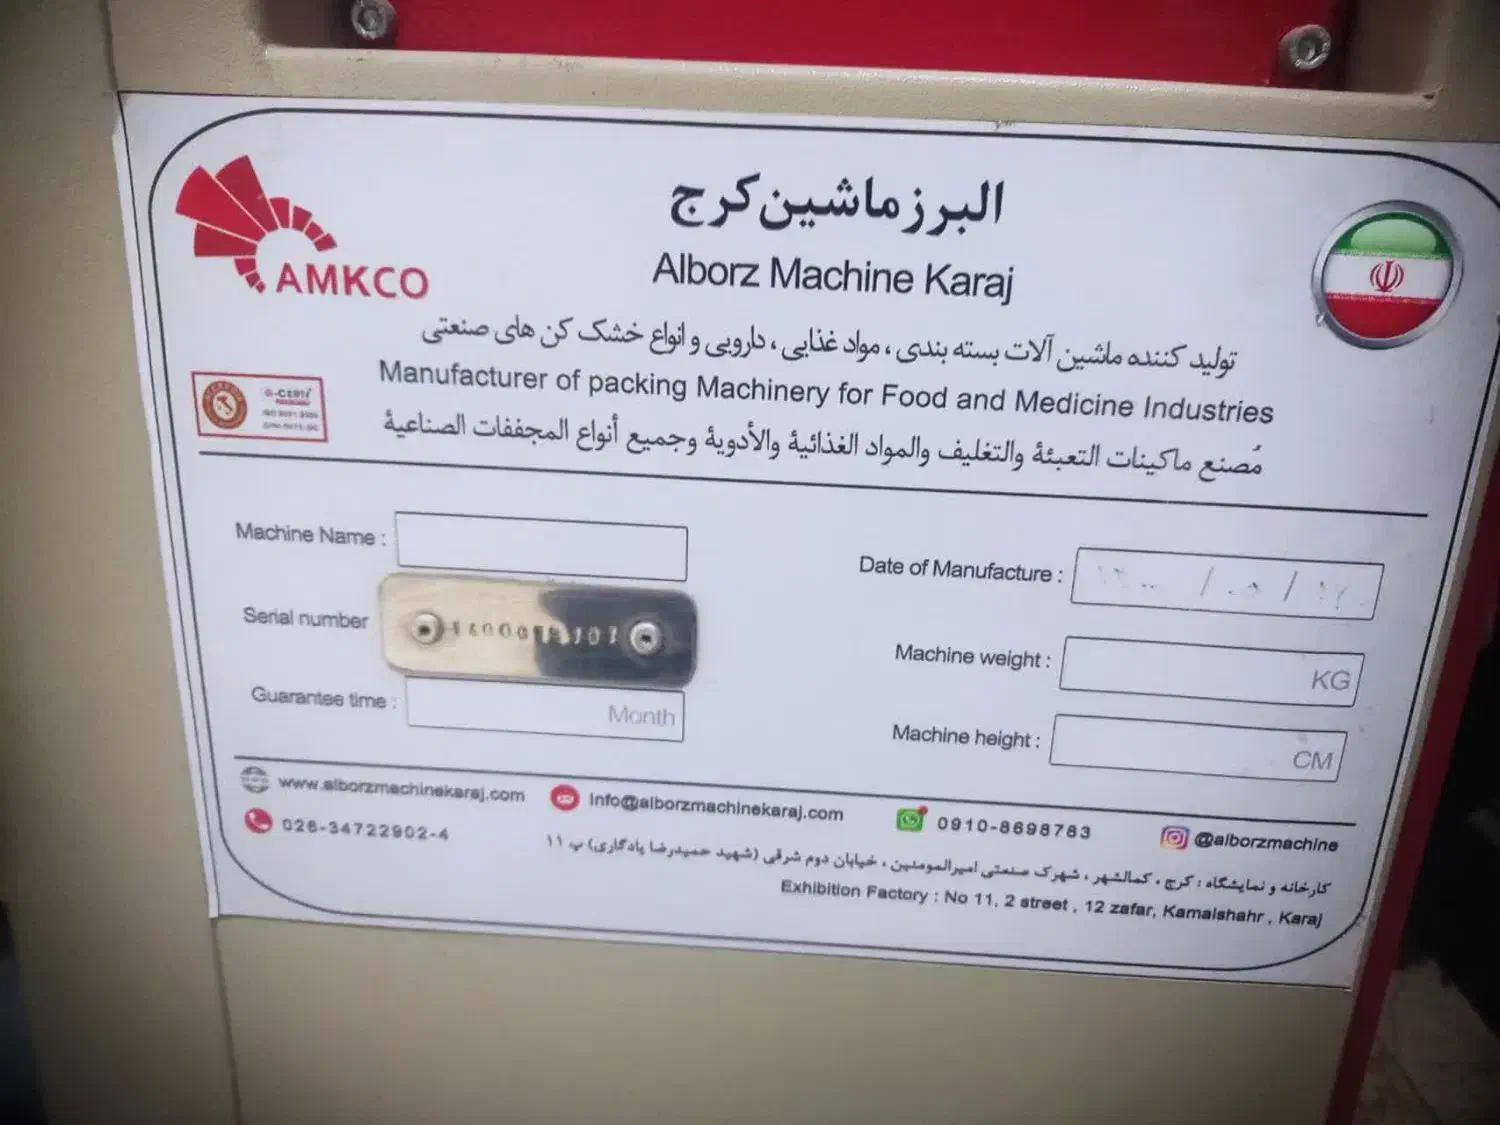 البرز ماشین کرج
AMKCO
Alborz Machine Karaj
تولید کننده ماشین آلات بسته بندی ، مواد غذایی ، دارویی و انواع خشک کن های صنعتی
Manufacturer of packing Machinery for Food and Medicine Industries
مُصنع ماكينات التعبئة والتغليف والمواد الغذائية والأدوية وجميع أنواع المجففات الصناعية
G-CERTI
Machine Name :
Date of Manufacture :
Serial number
Machine weight : KG
Guarantee time : Month
Machine height : CM
www.alborzmachinekaraj.com Info@alborzmachinekaraj.com 0910-8698783 @alborzmachine
026-34722902-4
کارخانه و نمایشگاه : کرج ، کمالشهر ، شهرک صنعتی امیرالمومنین ، خیابان دوم شرقی (شهید حمیدرضا یادگاری) پ ۱۱
Exhibition Factory : No 11, 2 street , 12 zafar, Kamalshahr , Karaj